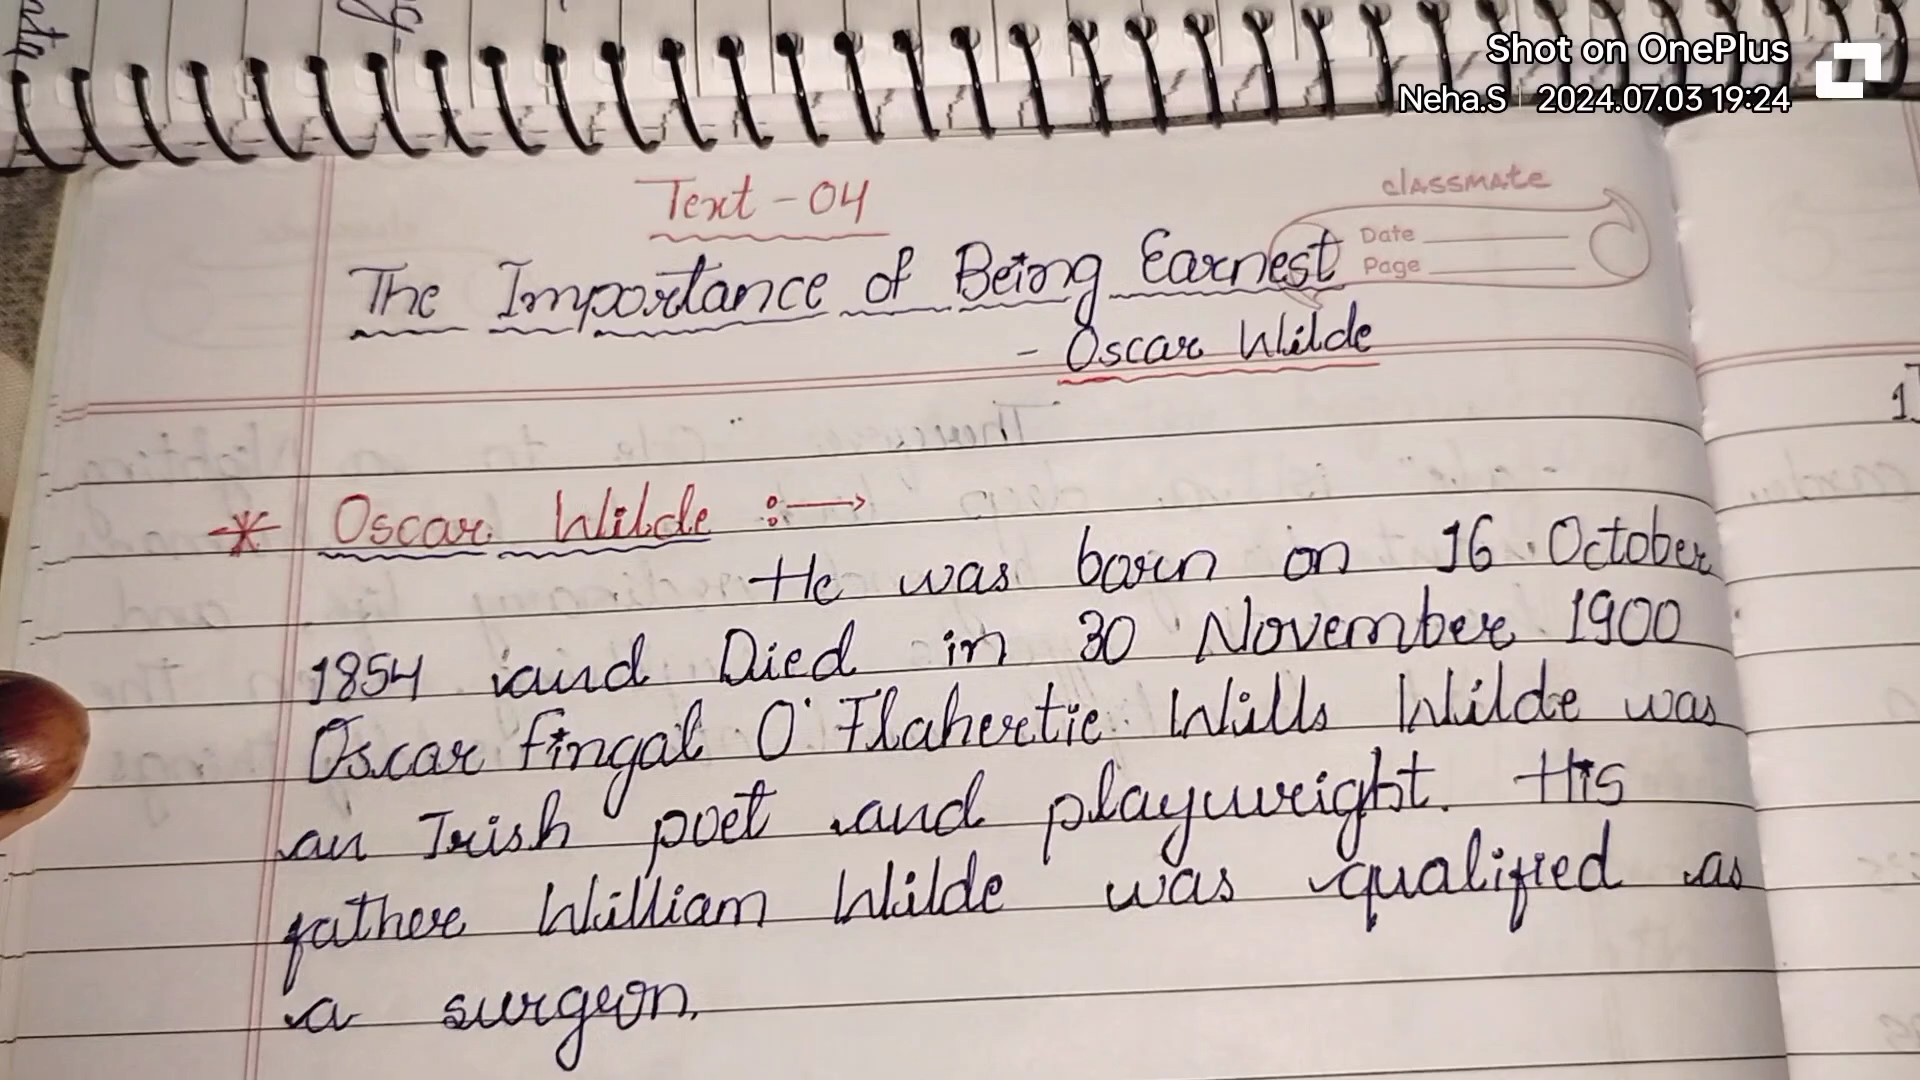 Shot on OnePlus
Neha.S | 2024.07.03 19:24
Text - 04
classmate
Date
Page
The Importance of Being Earnest
- Oscar Wilde
* Oscar Wilde :→
He was born on 16 October
1854 and Died in 30 November 1900
Oscar fingal O' Flahertie Wills Wilde was
an Irish poet and playwright. His
father William Wilde was qualified as
a surgeon.